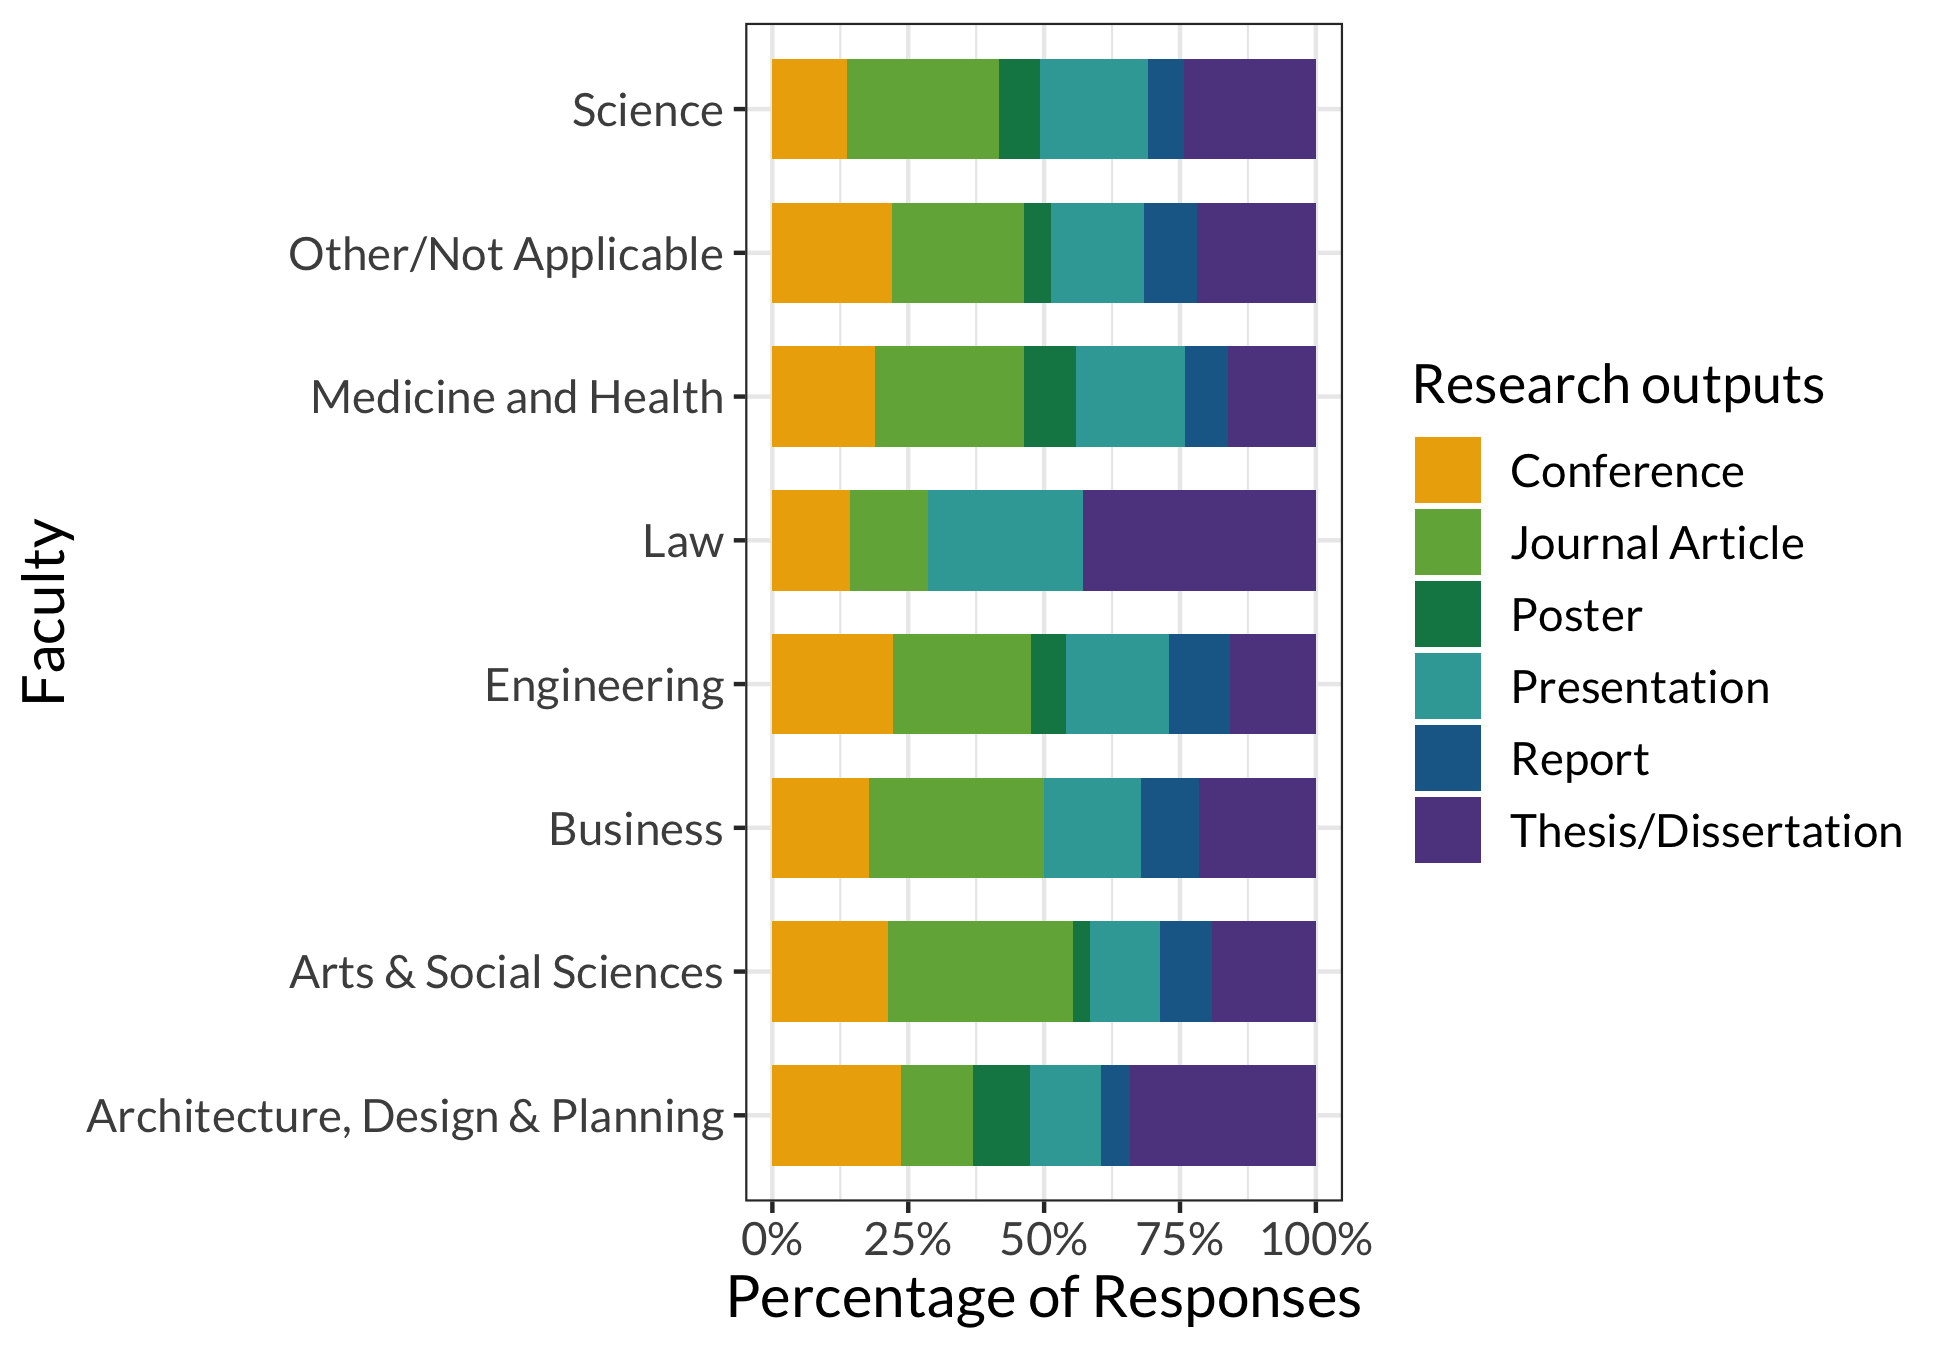 Science
Other/Not Applicable
Medicine and Health
Law
Engineering
Business
Arts & Social Sciences
Architecture, Design & Planning
Faculty
0% 25% 50% 75% 100%
Percentage of Responses
Research outputs
Conference
Journal Article
Poster
Presentation
Report
Thesis/Dissertation